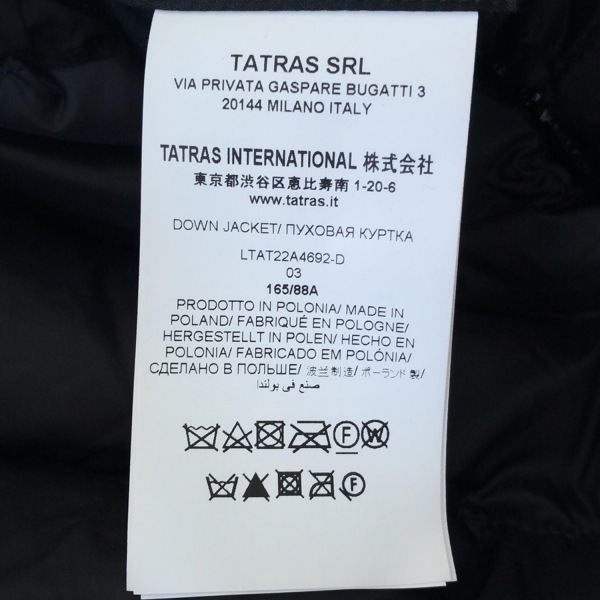 TATRAS SRL
VIA PRIVATA GASPARE BUGATTI 3
20144 MILANO ITALY
TATRAS INTERNATIONAL 株式会社
東京都渋谷区恵比寿南 1-20-6
www.tatras.it
DOWN JACKET/ ПУХОВАЯ КУРТКА
LTAT22A4692-D
03
165/88A
PRODOTTO IN POLONIA/ MADE IN
POLAND/ FABRIQUÉ EN POLOGNE/
HERGESTELLT IN POLEN/ HECHO EN
POLONIA/ FABRICADO EM POLÓNIA/
СДЕЛАНО В ПОЛЬШЕ/ 波兰制造/ ポーランド製/
صنع في بولندا
F W
F